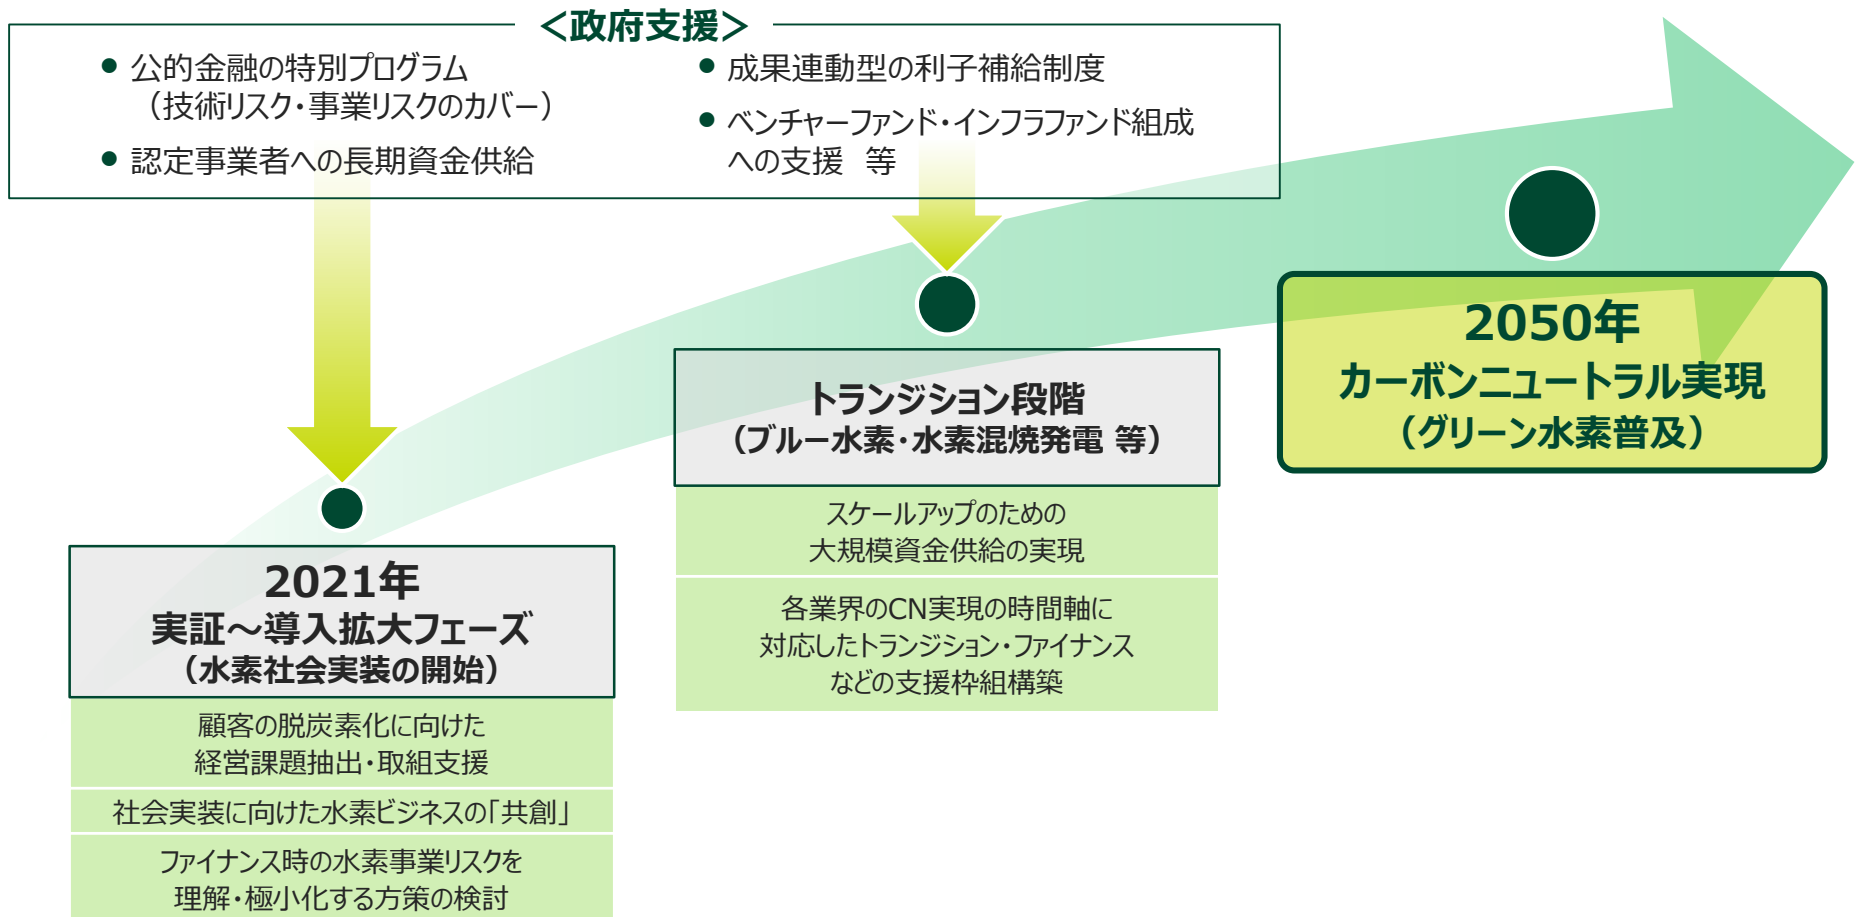 ＜政府支援＞
● 公的金融の特別プログラム
（技術リスク・事業リスクのカバー）
● 認定事業者への長期資金供給
● 成果連動型の利子補給制度
● ベンチャーファンド・インフラファンド組成
への支援　等
2021年
実証～導入拡大フェーズ
（水素社会実装の開始）
顧客の脱炭素化に向けた
経営課題抽出・取組支援
社会実装に向けた水素ビジネスの「共創」
ファイナンス時の水素事業リスクを
理解・極小化する方策の検討
トランジション段階
（ブルー水素・水素混焼発電 等）
スケールアップのための
大規模資金供給の実現
各業界のCN実現の時間軸に
対応したトランジション・ファイナンス
などの支援枠組構築
2050年
カーボンニュートラル実現
（グリーン水素普及）